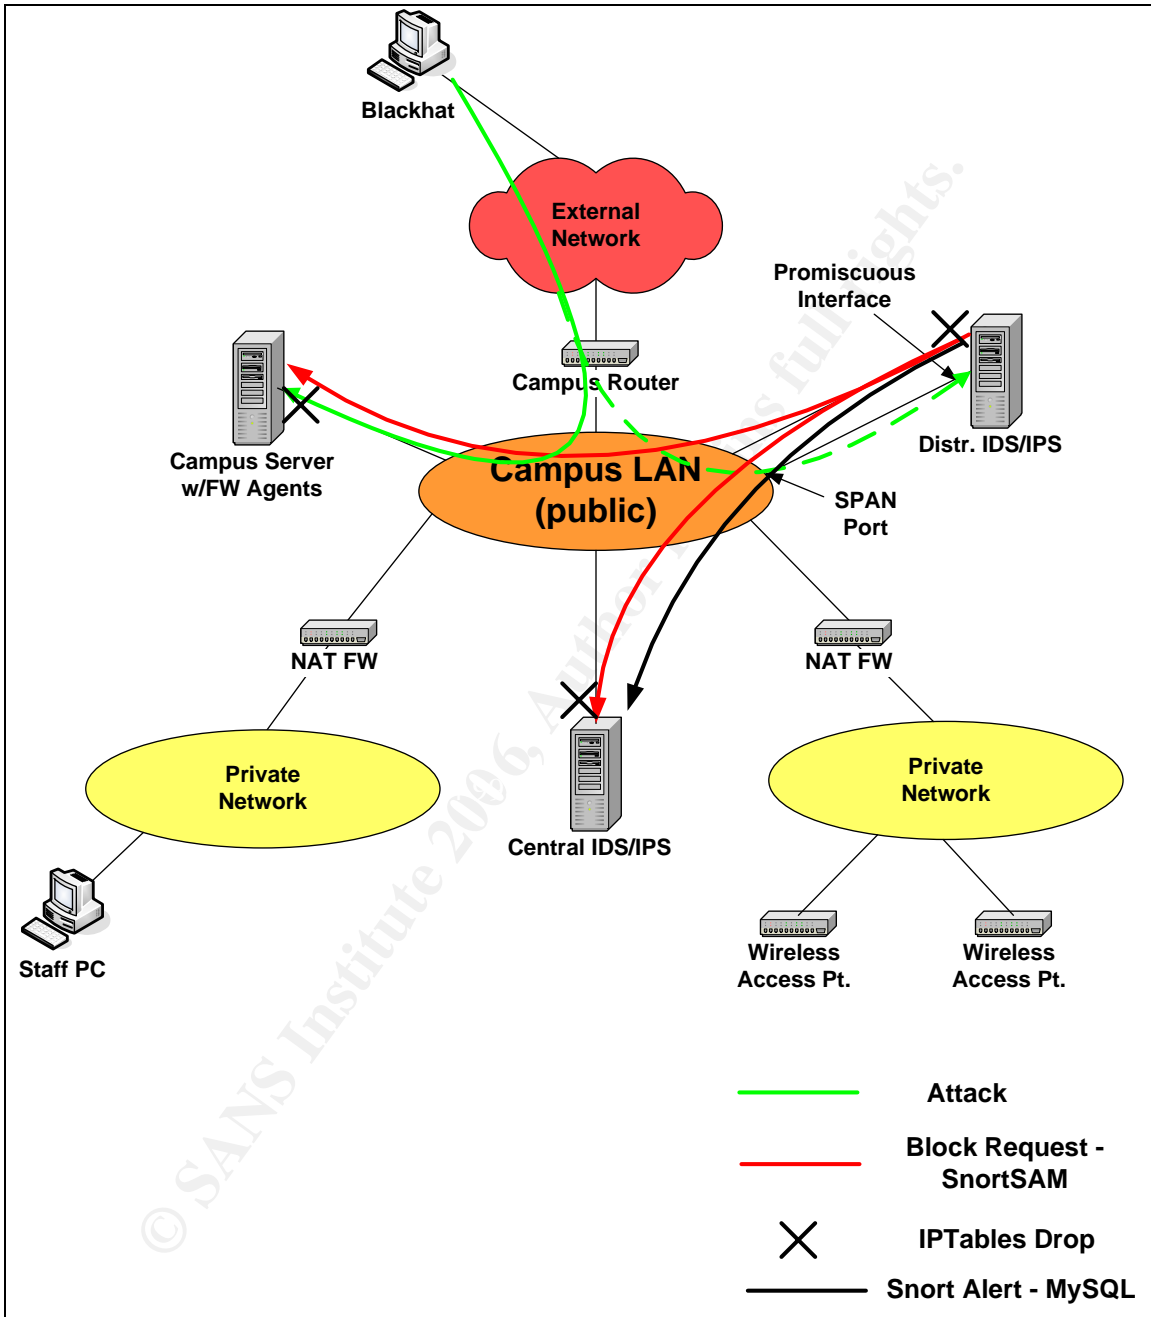 Blackhat
External
Network
Promiscuous
Interface
Campus Router
Distr. IDS/IPS
Campus Server
w/FW Agents
Campus LAN
(public)
SPAN
Port
NAT FW
NAT FW
Private
Network
Private
Network
Central IDS/IPS
Staff PC
Wireless
Access Pt.
Wireless
Access Pt.
Attack
Block Request -
SnortSAM
IPTables Drop
Snort Alert - MySQL
© SANS Institute 2006, Author full rights.